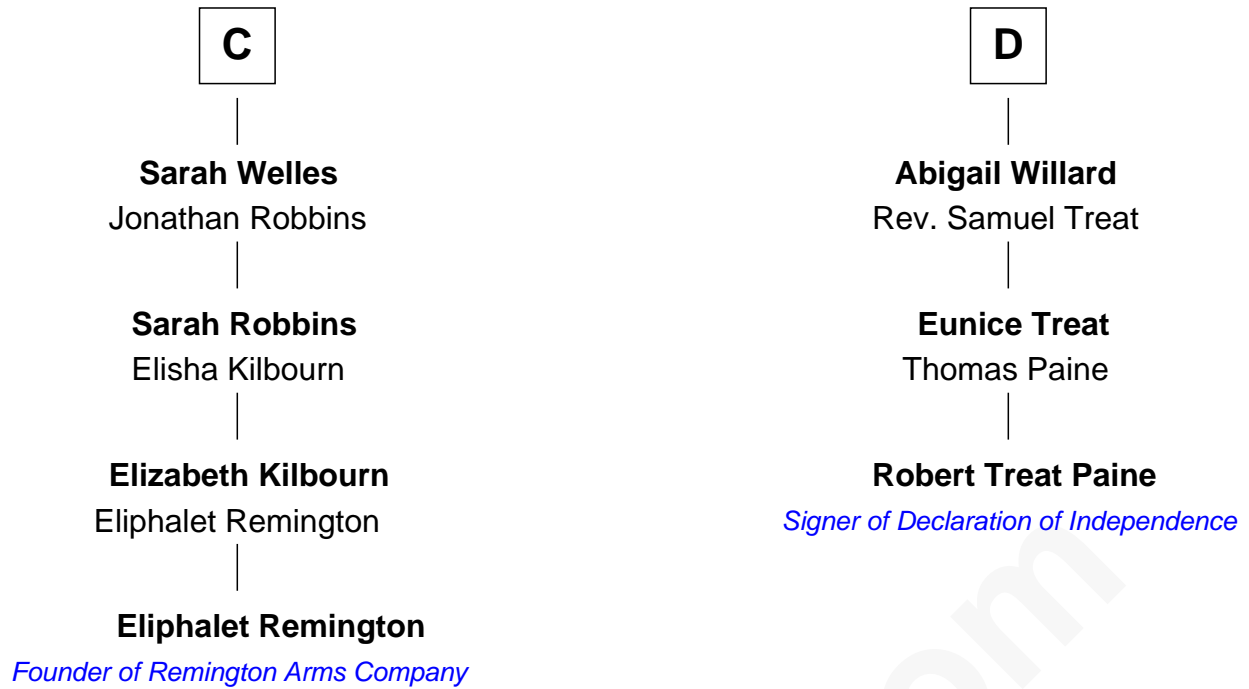 C
Sarah Welles
Jonathan Robbins
Sarah Robbins
Elisha Kilbourn
Elizabeth Kilbourn
Eliphalet Remington
Eliphalet Remington
Founder of Remington Arms Company
D
Abigail Willard
Rev. Samuel Treat
Eunice Treat
Thomas Paine
Robert Treat Paine
Signer of Declaration of Independence
om